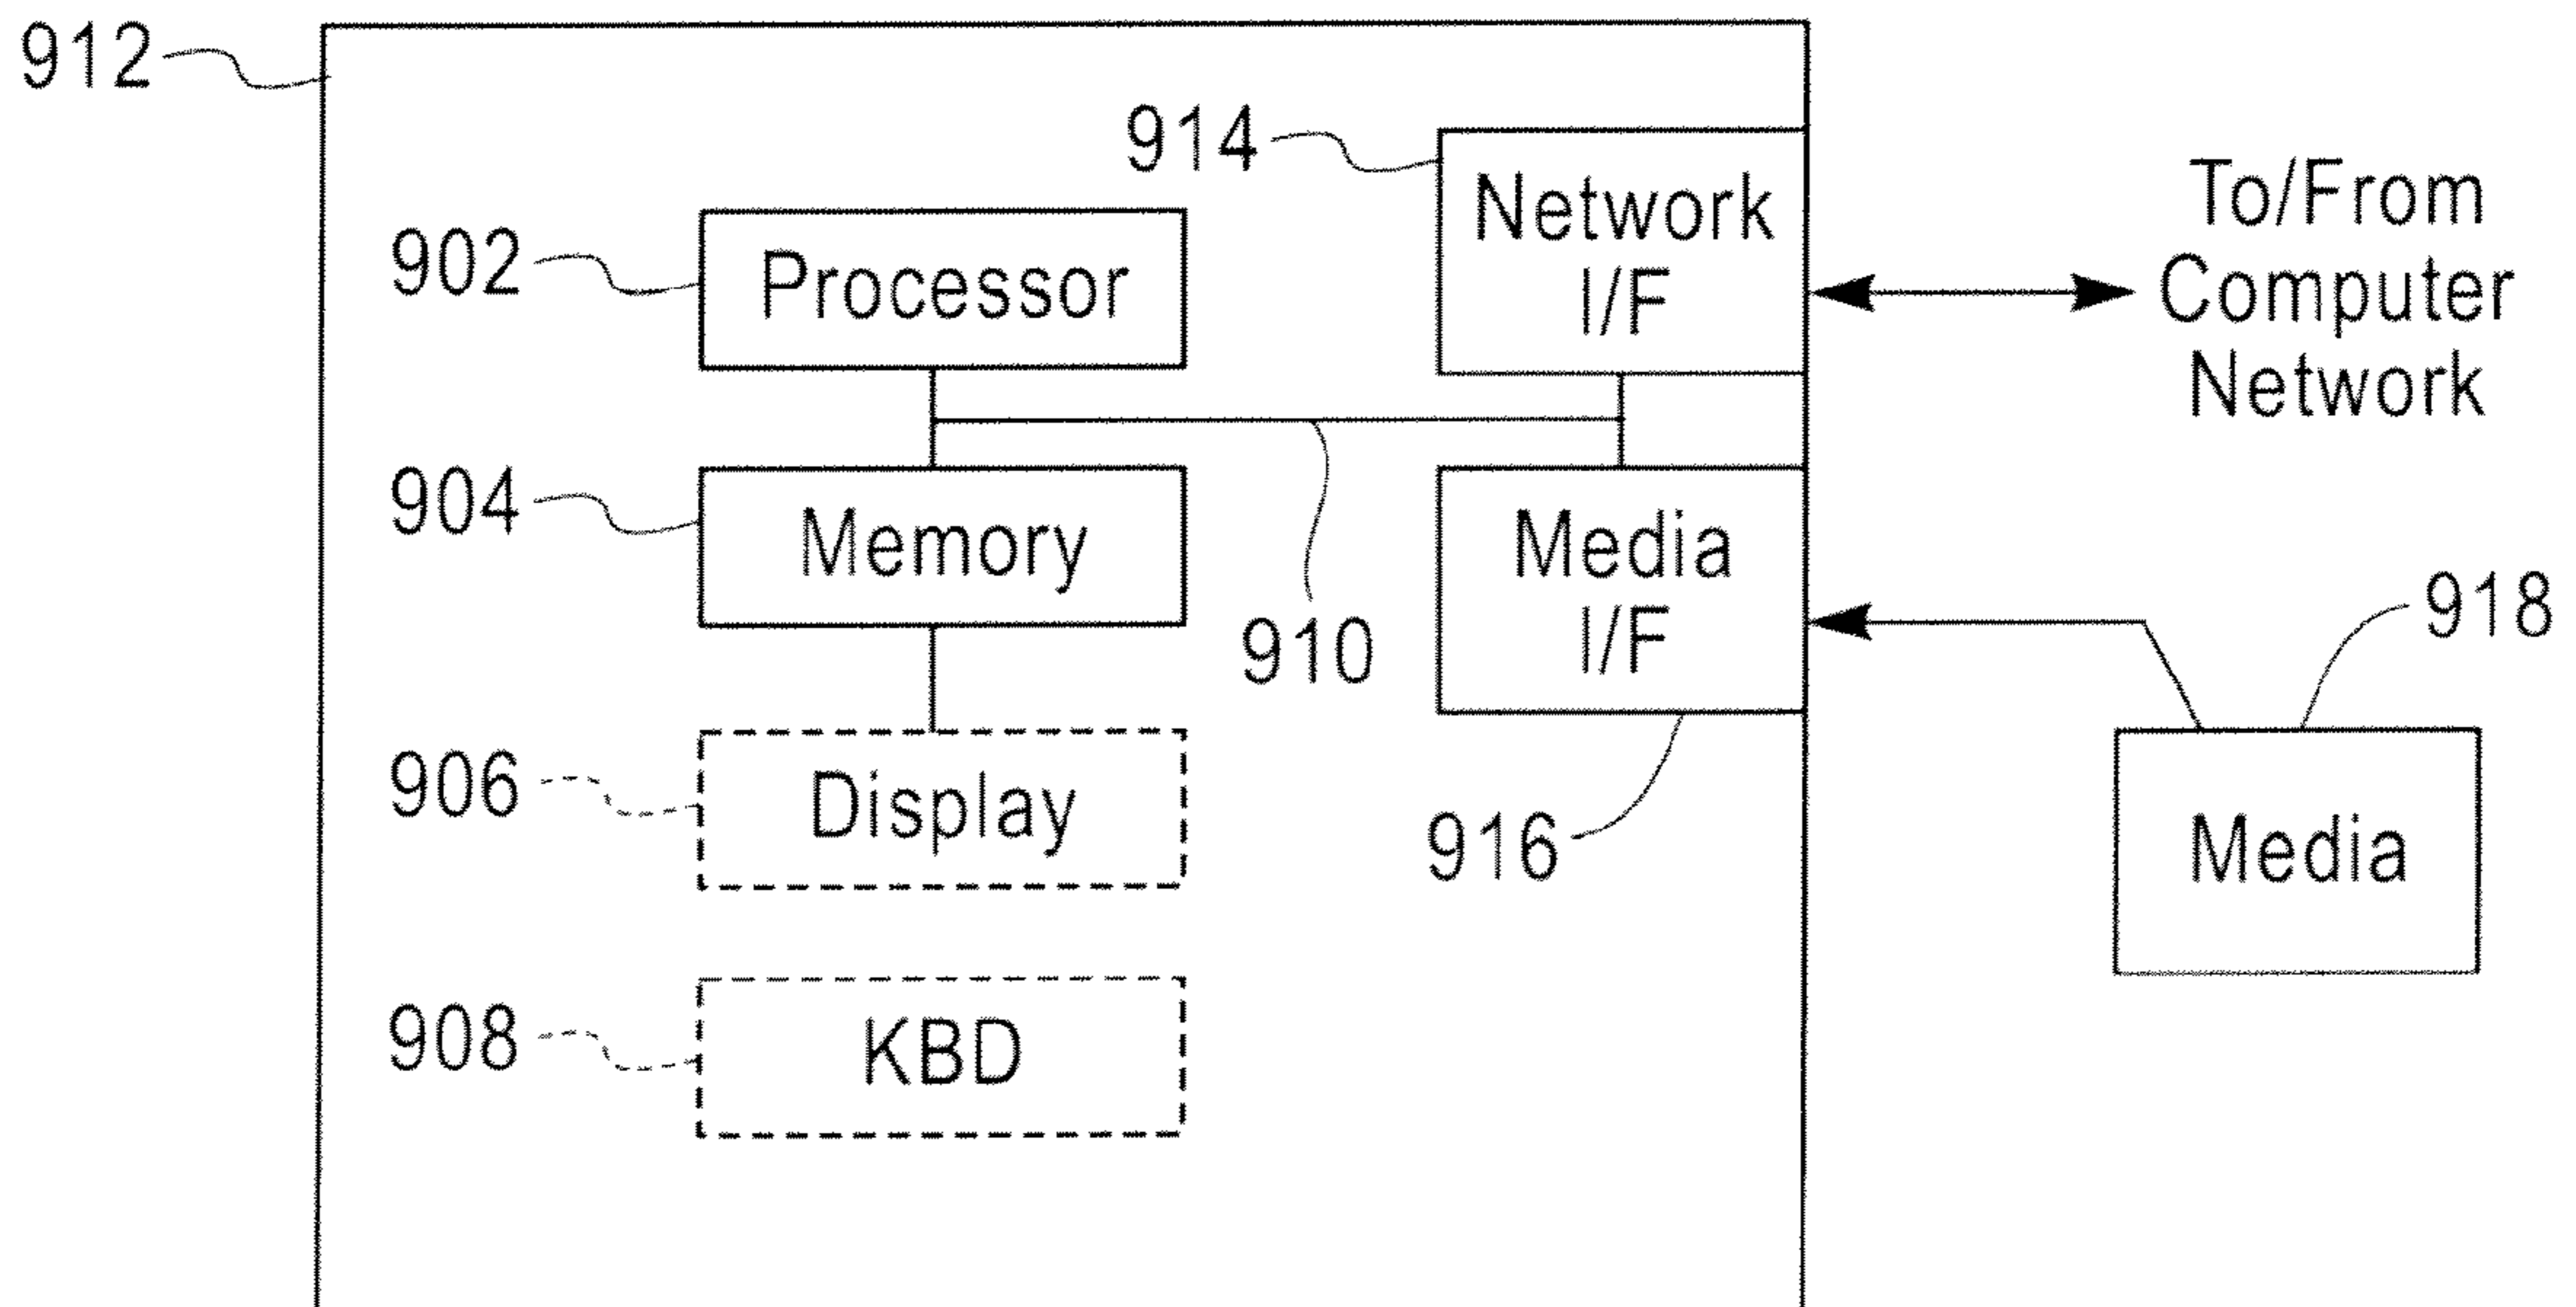 912
914
Network
I/F
To/From
Computer
Network
902
Processor
904
Memory
Media
I/F
910
918
906
Display
916
Media
908
KBD